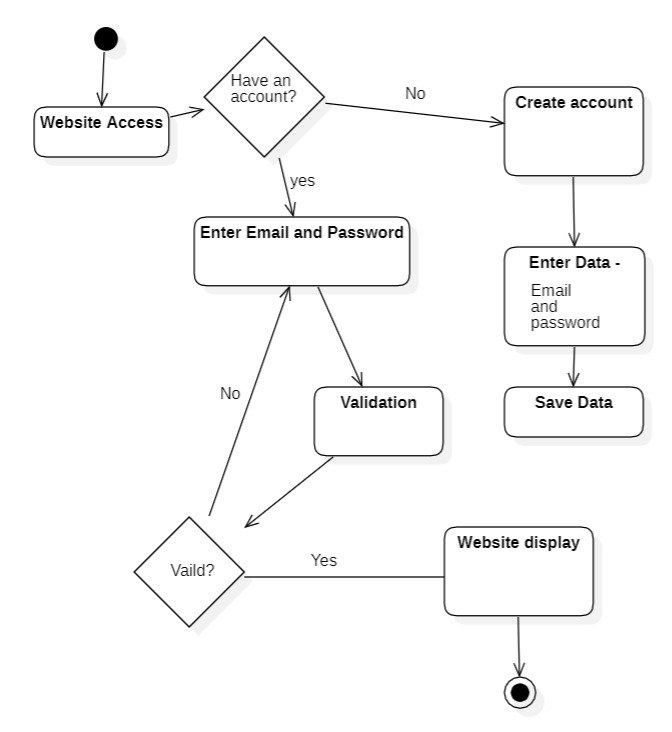 Have an
account?
No
Create account
Website Access
yes
Enter Email and Password
Enter Data -
Email
and
password
No
Validation
Save Data
Website display
Yes
Vaild?